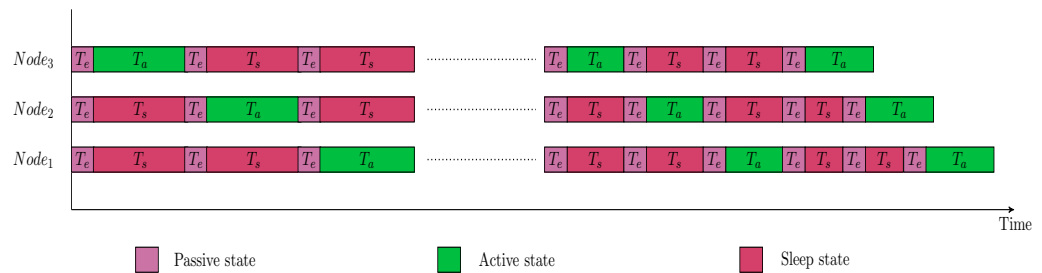 Node₃ Tₑ Tₐ Tₑ Tₛ Tₑ Tₛ Tₑ Tₐ Tₑ Tₛ Tₑ Tₛ Tₑ Tₐ
Node₂ Tₑ Tₛ Tₑ Tₐ Tₑ Tₛ Tₑ Tₛ Tₑ Tₐ Tₑ Tₛ Tₑ Tₛ Tₑ Tₐ
Node₁ Tₑ Tₛ Tₑ Tₛ Tₑ Tₐ Tₑ Tₛ Tₑ Tₛ Tₑ Tₐ Tₑ Tₛ Tₑ Tₛ Tₑ Tₐ
Time
Passive state Active state Sleep state